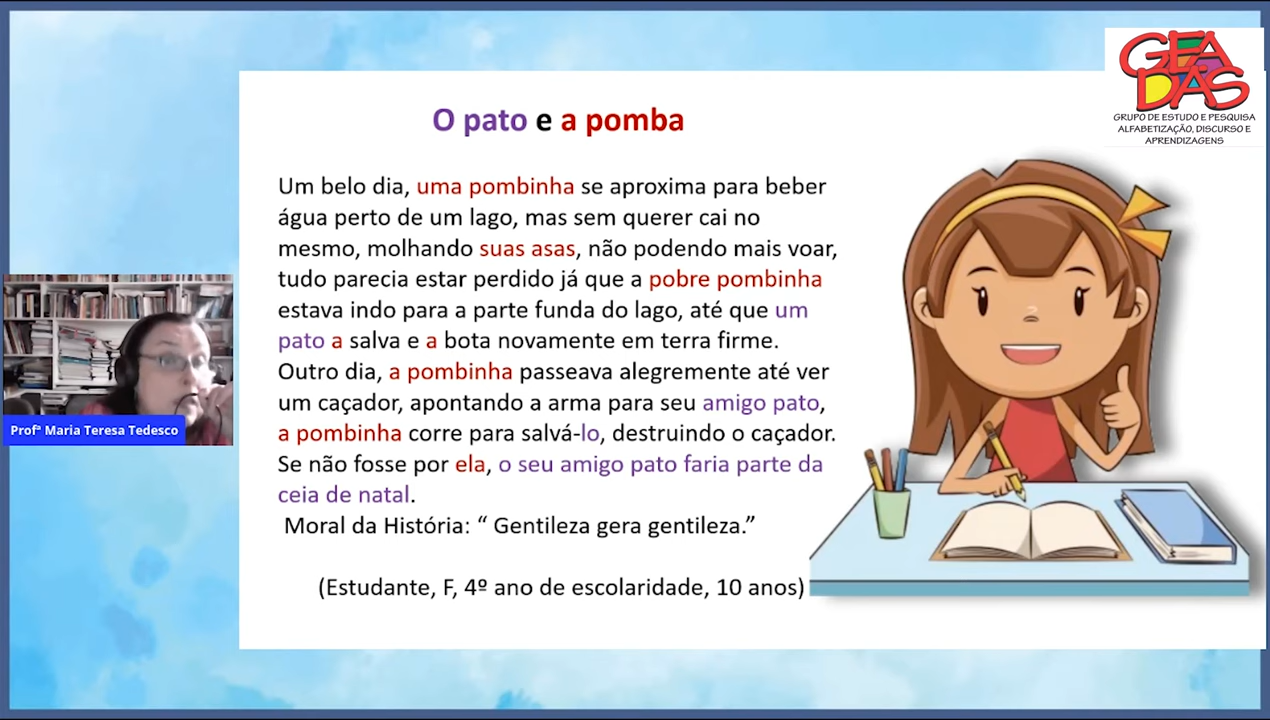 GEADAS
GRUPO DE ESTUDO E PESQUISA
ALFABETIZAÇÃO, DISCURSO E
APRENDIZAGENS
O pato e a pomba
Um belo dia, uma pombinha se aproxima para beber
água perto de um lago, mas sem querer cai no
mesmo, molhando suas asas, não podendo mais voar,
tudo parecia estar perdido já que a pobre pombinha
estava indo para a parte funda do lago, até que um
pato a salva e a bota novamente em terra firme.
Outro dia, a pombinha passeava alegremente até ver
um caçador, apontando a arma para seu amigo pato,
a pombinha corre para salvá-lo, destruindo o caçador.
Se não fosse por ela, o seu amigo pato faria parte da
ceia de natal.
Moral da História: “ Gentileza gera gentileza.”
(Estudante, F, 4º ano de escolaridade, 10 anos)
Profª Maria Teresa Tedesco